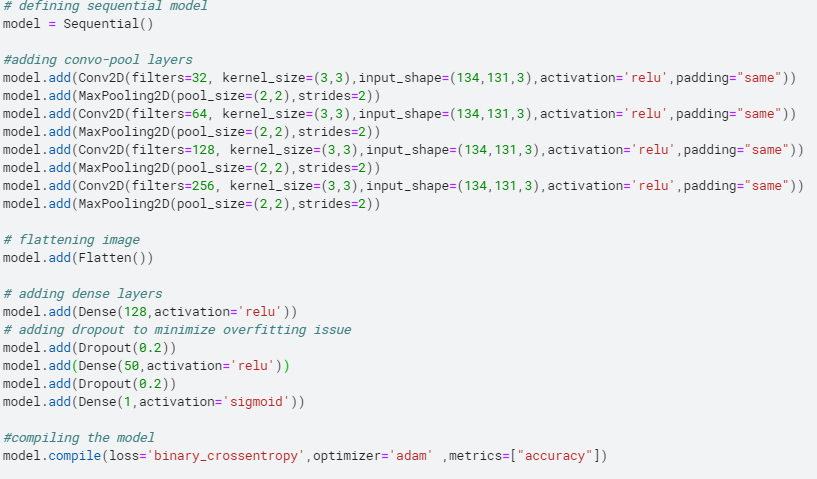 # defining sequential model
model = Sequential()
#adding convo-pool layers
model.add(Conv2D(filters=32, kernel_size=(3,3),input_shape=(134,131,3),activation='relu',padding="same"))
model.add(MaxPooling2D(pool_size=(2,2),strides=2))
model.add(Conv2D(filters=64, kernel_size=(3,3),input_shape=(134,131,3),activation='relu',padding="same"))
model.add(MaxPooling2D(pool_size=(2,2),strides=2))
model.add(Conv2D(filters=128, kernel_size=(3,3),input_shape=(134,131,3),activation='relu',padding="same"))
model.add(MaxPooling2D(pool_size=(2,2),strides=2))
model.add(Conv2D(filters=256, kernel_size=(3,3),input_shape=(134,131,3),activation='relu',padding="same"))
model.add(MaxPooling2D(pool_size=(2,2),strides=2))
# flattening image
model.add(Flatten())
# adding dense layers
model.add(Dense(128,activation='relu'))
# adding dropout to minimize overfitting issue
model.add(Dropout(0.2))
model.add(Dense(50,activation='relu'))
model.add(Dropout(0.2))
model.add(Dense(1,activation='sigmoid'))
#compiling the model
model.compile(loss='binary_crossentropy',optimizer='adam' ,metrics=["accuracy"])